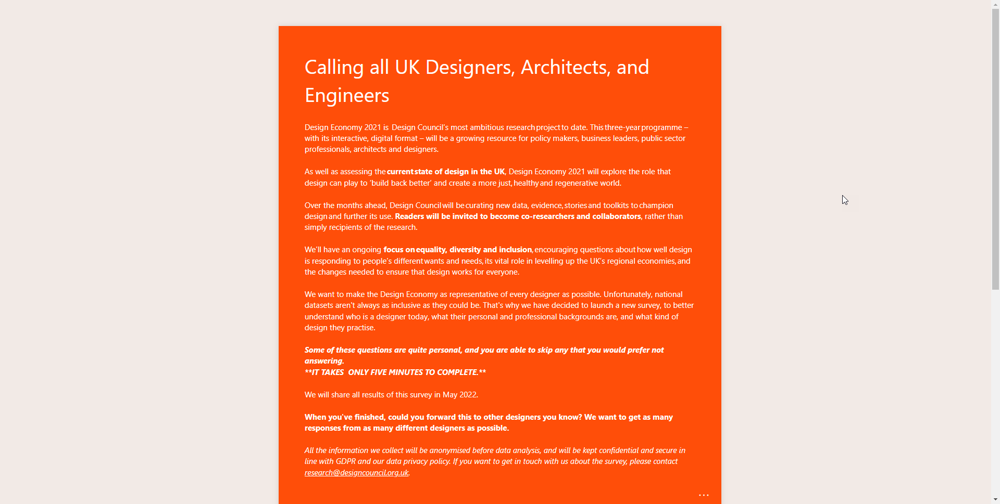 Calling all UK Designers, Architects, and
Engineers
Design Economy 2021 is Design Council's most ambitious research project to date. This three-year programme –
with its interactive, digital format – will be a growing resource for policy makers, business leaders, public sector
professionals, architects and designers.
As well as assessing the current state of design in the UK, Design Economy 2021 will explore the role that
design can play to ‘build back better’ and create a more just, healthy and regenerative world.
Over the months ahead, Design Council will be curating new data, evidence, stories and toolkits to champion
design and further its use. Readers will be invited to become co-researchers and collaborators, rather than
simply recipients of the research.
We’ll have an ongoing focus on equality, diversity and inclusion, encouraging questions about how well design
is responding to people’s different wants and needs, its vital role in levelling up the UK’s regional economies, and
the changes needed to ensure that design works for everyone.
We want to make the Design Economy as representative of every designer as possible. Unfortunately, national
datasets aren't always as inclusive as they could be. That's why we have decided to launch a new survey, to better
understand who is a designer today, what their personal and professional backgrounds are, and what kind of
design they practise.
Some of these questions are quite personal, and you are able to skip any that you would prefer not
answering.
**IT TAKES ONLY FIVE MINUTES TO COMPLETE.**
We will share all results of this survey in May 2022.
When you've finished, could you forward this to other designers you know? We want to get as many
responses from as many different designers as possible.
All the information we collect will be anonymised before data analysis, and will be kept confidential and secure in
line with GDPR and our data privacy policy. If you want to get in touch with us about the survey, please contact
research@designcouncil.org.uk.